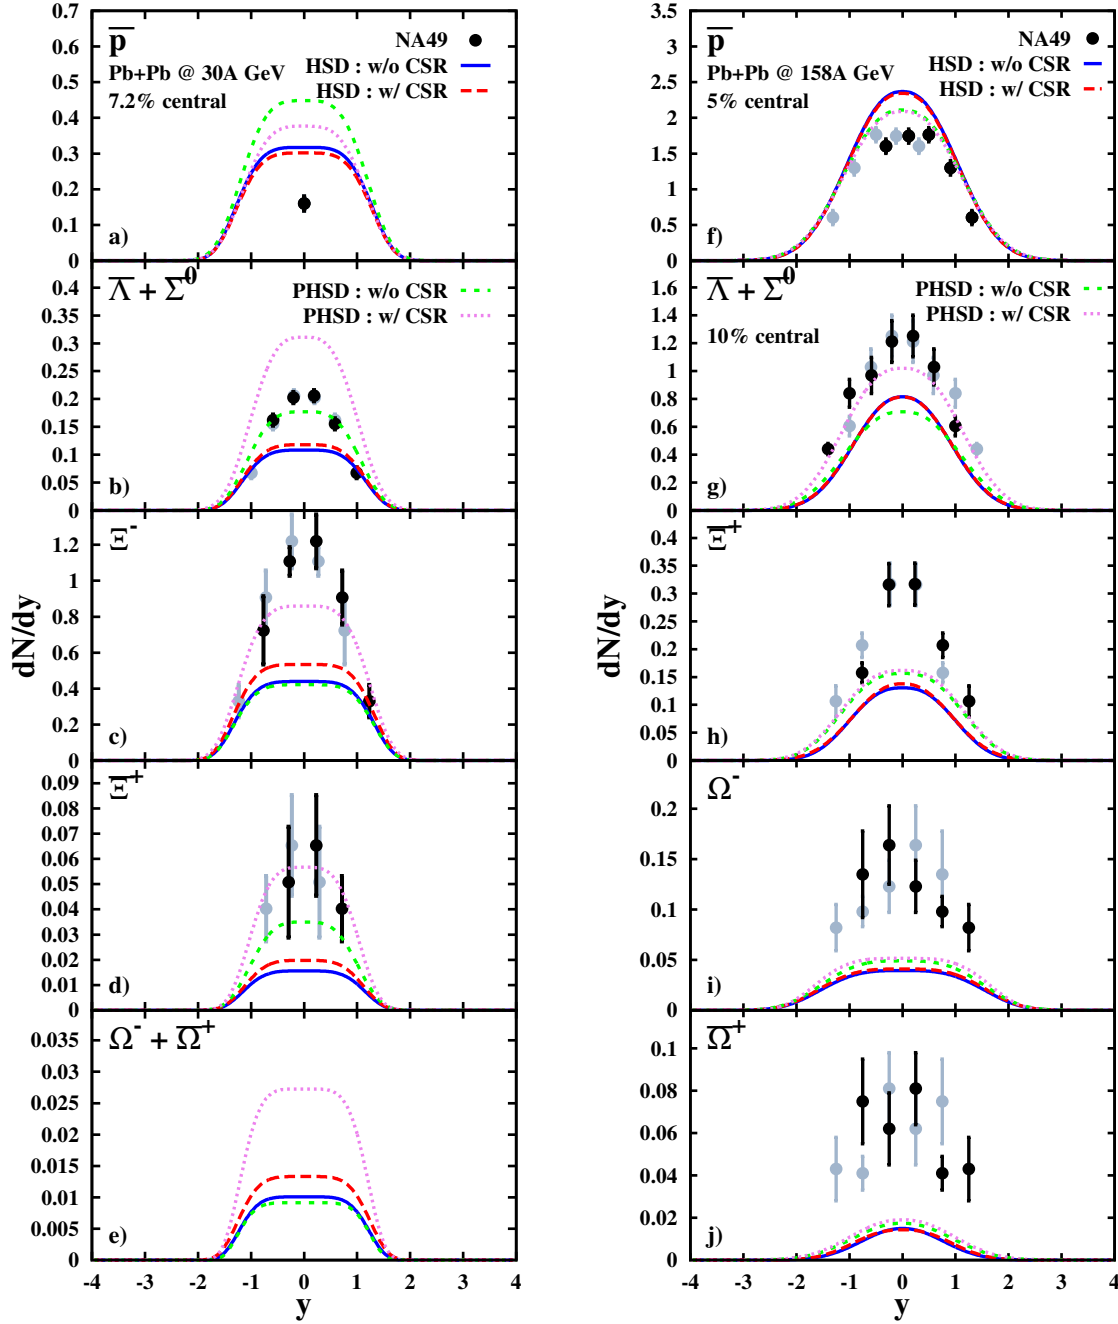 p̅
NA49
Pb+Pb @ 30A GeV
HSD : w/o CSR
7.2% central
HSD : w/ CSR
0.7
0.6
0.5
0.4
0.3
0.2
0.1
0
a)
Λ̅ + Σ̅⁰
PHSD : w/o CSR
PHSD : w/ CSR
0.4
0.35
0.3
0.25
0.2
0.15
0.1
0.05
0
b)
Ξ⁻
1.2
1
0.8
0.6
0.4
0.2
0
c)
dN/dy
Ξ̅⁺
0.09
0.08
0.07
0.06
0.05
0.04
0.03
0.02
0.01
0
d)
Ω⁻ + Ω̅⁺
0.035
0.03
0.025
0.02
0.015
0.01
0.005
0
e)
-4 -3 -2 -1 0 1 2 3 4
y
p̅
NA49
Pb+Pb @ 158A GeV
HSD : w/o CSR
5% central
HSD : w/ CSR
3.5
3
2.5
2
1.5
1
0.5
0
f)
Λ̅ + Σ̅⁰
PHSD : w/o CSR
PHSD : w/ CSR
10% central
1.6
1.4
1.2
1
0.8
0.6
0.4
0.2
0
g)
Ξ̅⁺
0.4
0.35
0.3
0.25
0.2
0.15
0.1
0.05
0
h)
dN/dy
Ω⁻
0.2
0.15
0.1
0.05
0
i)
Ω̅⁺
0.1
0.08
0.06
0.04
0.02
0
j)
-4 -3 -2 -1 0 1 2 3 4
y